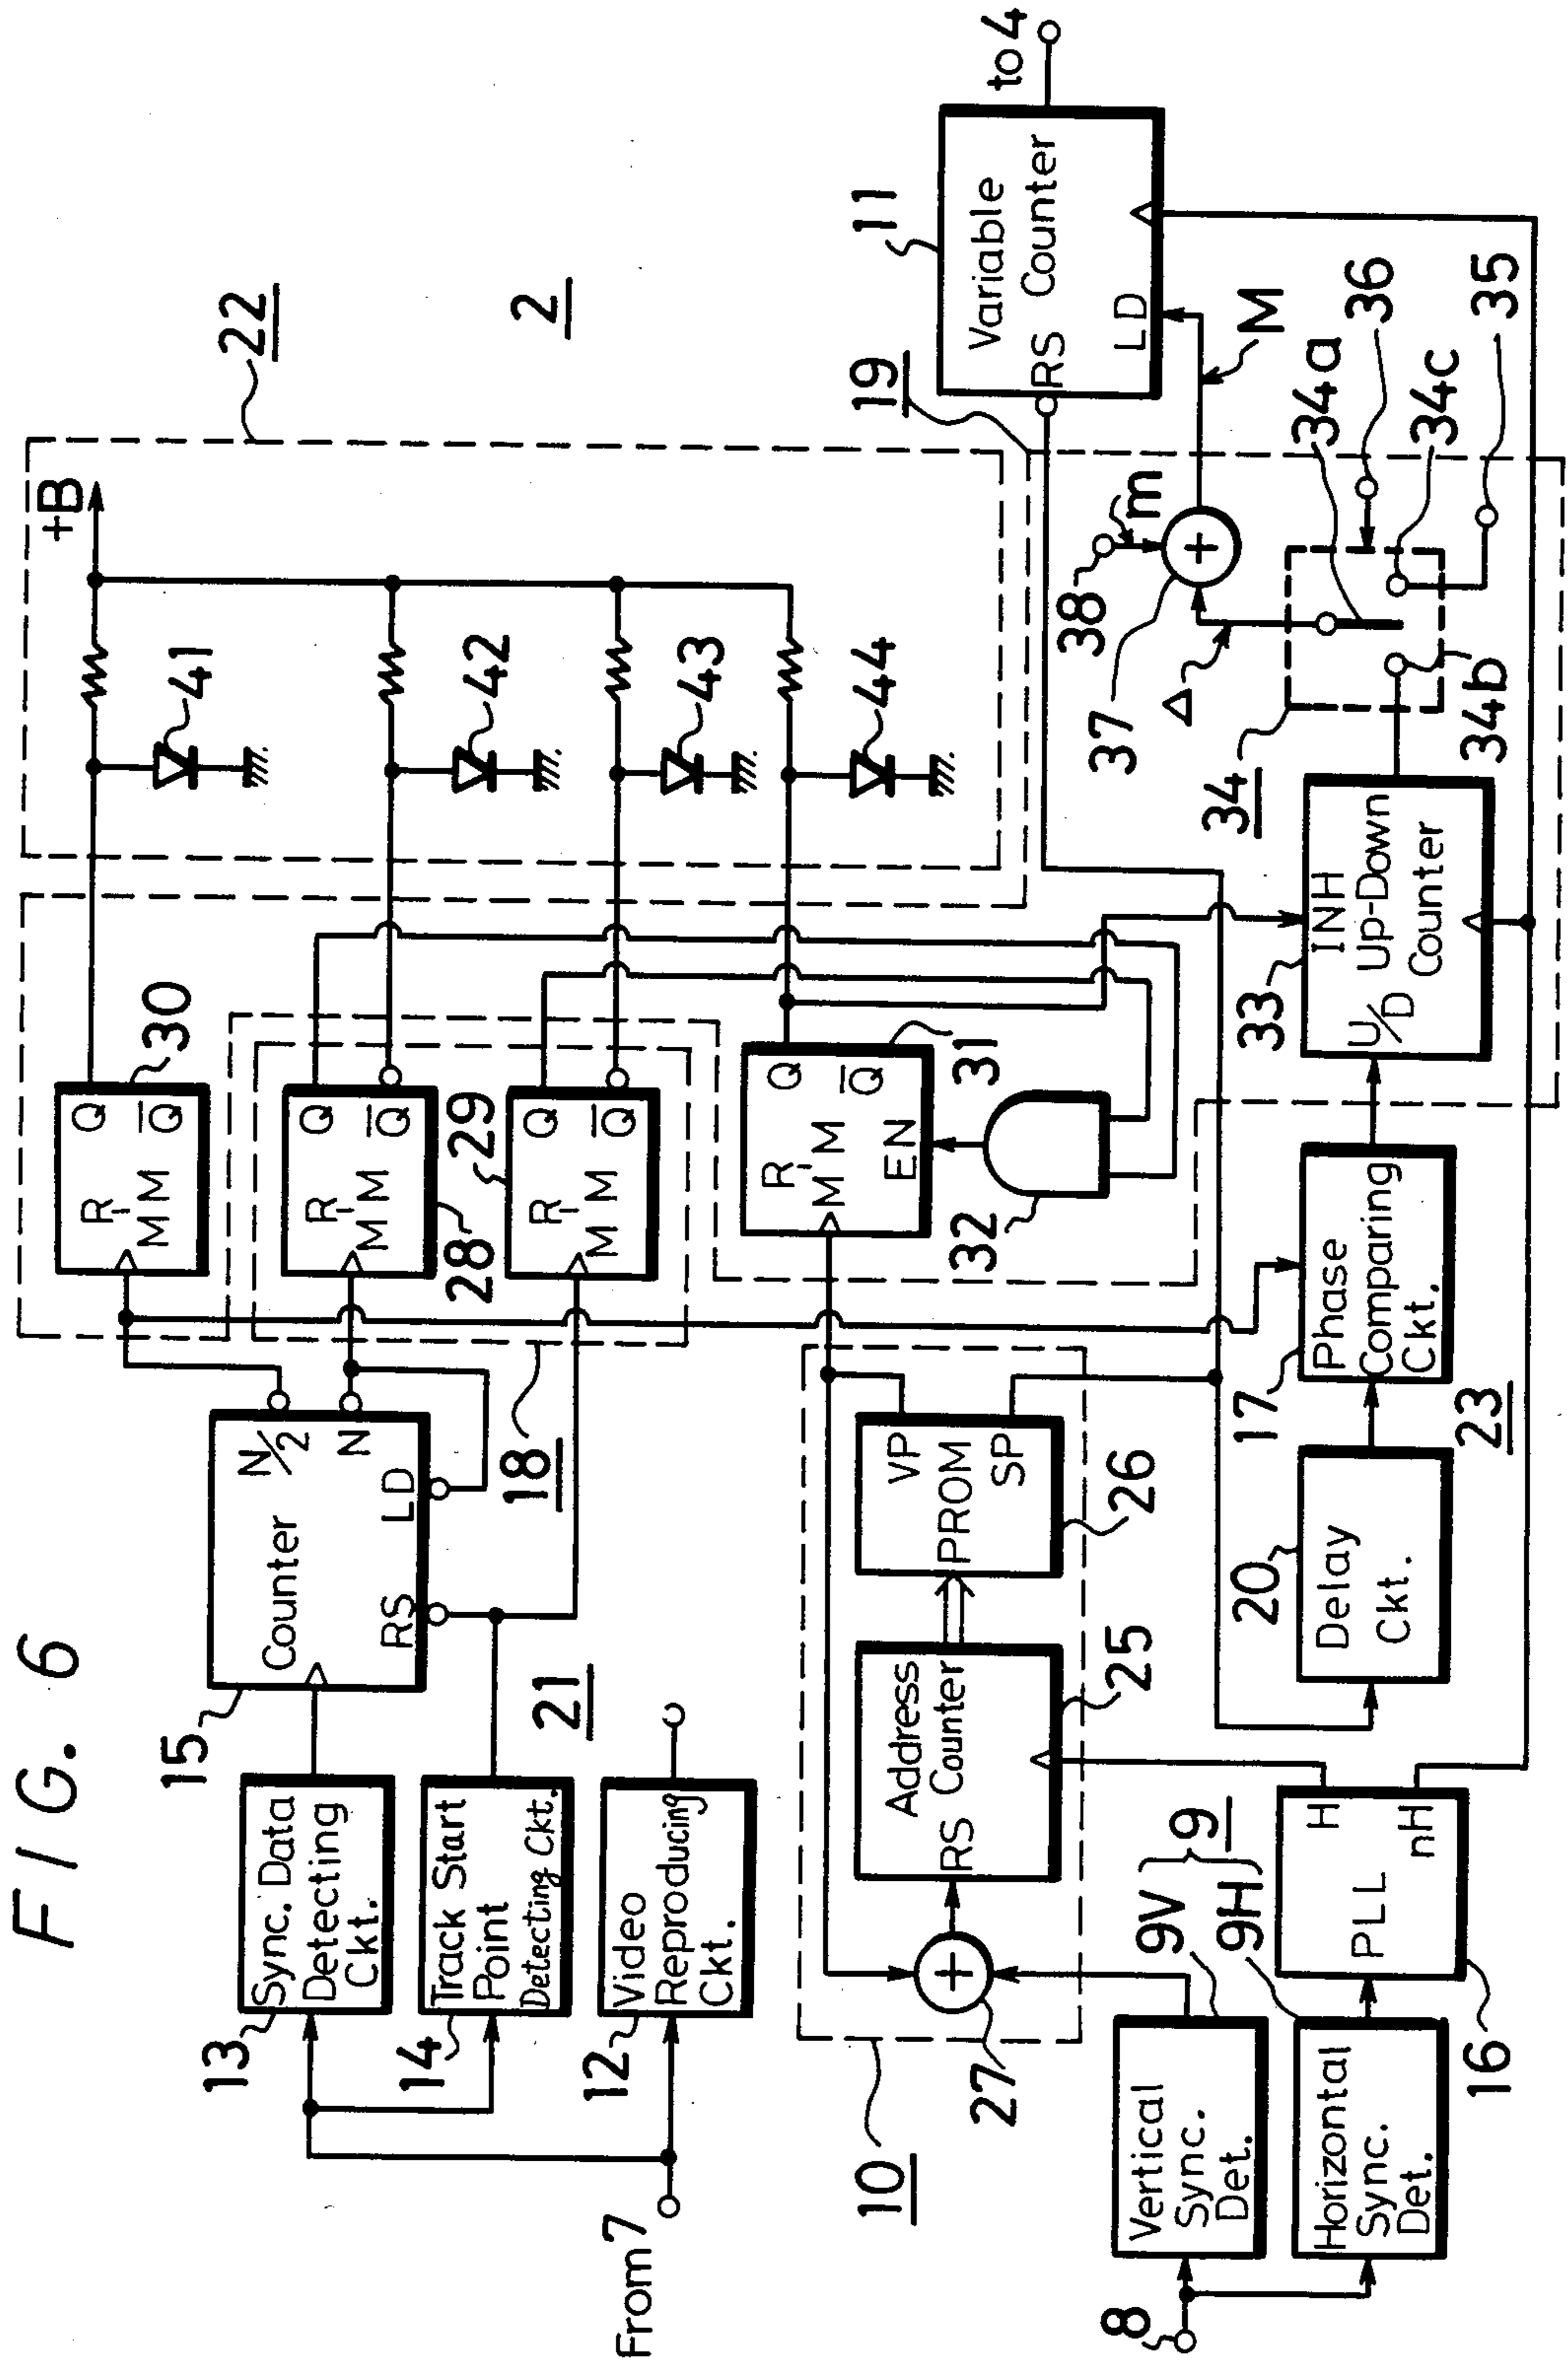 FIG. 6
22
2
+B
41
42
43
44
30
R
MM
Q
Q̅
28
R
MM
Q
Q̅
29
R
MM
Q
Q̅
31
R
MM
Q
Q̅
EN
32
15
Counter
N/2
N
LD
RS
18
13
Sync. Data
Detecting
Ckt.
14
Track Start
Point
Detecting Ckt.
21
12
Video
Reproducing
Ckt.
From 7
10
27
25
Address
RS Counter
26
VP
PROM
SP
19
11
Variable
RS Counter
LD
to 4
M
m
38
37
Δ
34
34a
34b
34c
36
35
33
INH
U/D Up-Down
Counter
17
Phase
Comparing
Ckt.
23
20
Delay
Ckt.
8
Vertical
Sync.
Det.
9V
9
9H
Horizontal
Sync.
Det.
16
PLL
H
nH